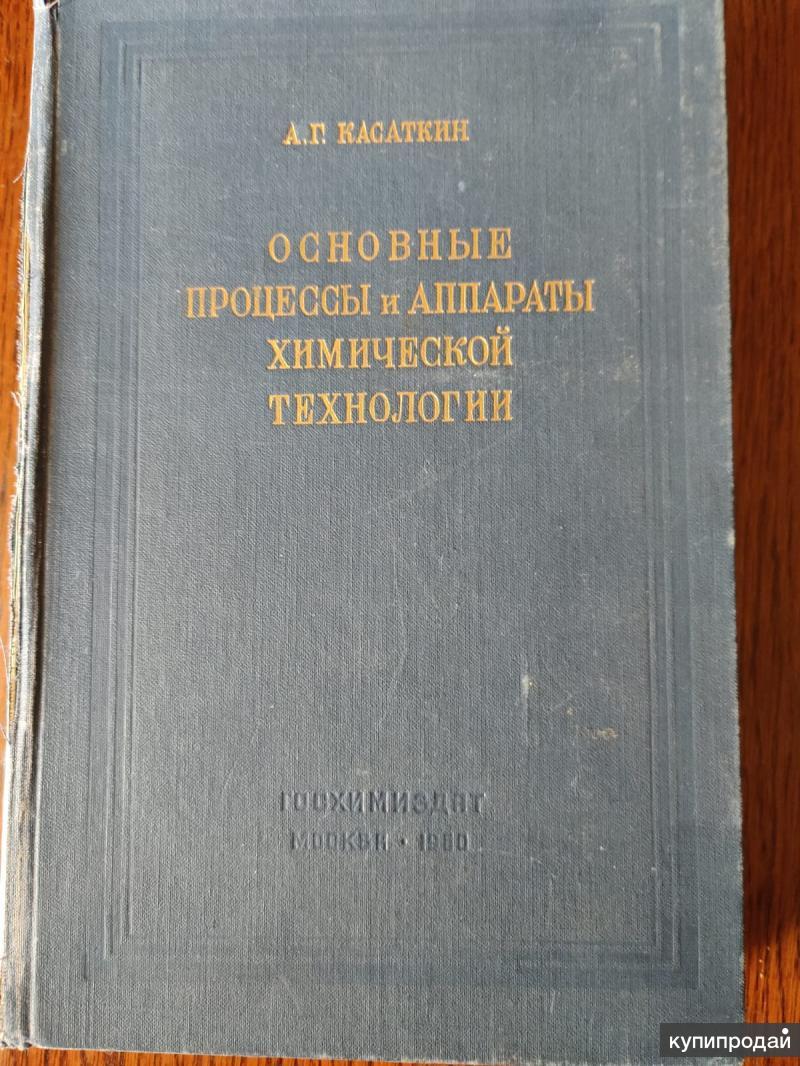 А.Г. КАСАТКИН
ОСНОВНЫЕ
ПРОЦЕССЫ и АППАРАТЫ
ХИМИЧЕСКОЙ
ТЕХНОЛОГИИ
ГОСХИМИЗДАТ
МОСКВА • 1960
купипродай